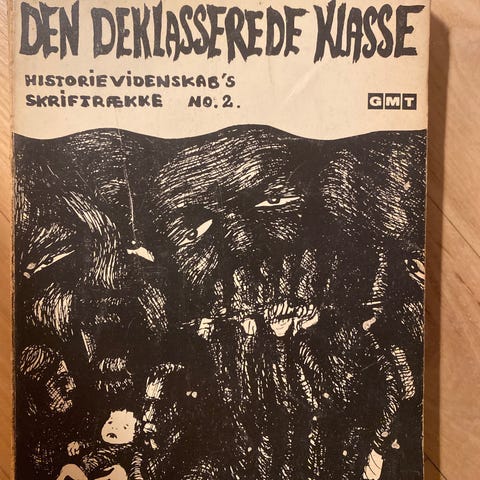 DEN DEKLASSEREDE KLASSE
HISTORIEVIDENSKAB'S
SKRIFTRÆKKE NO.2.
GMT